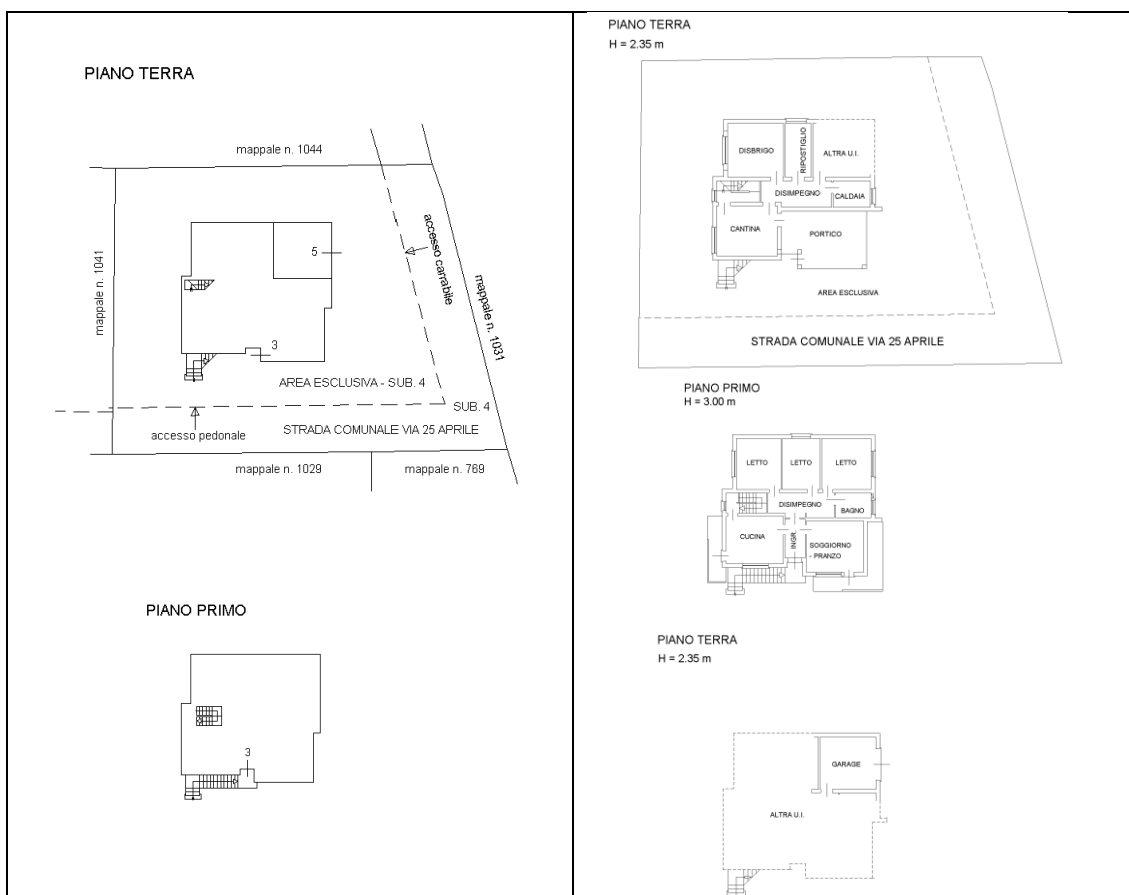 PIANO TERRA
mappale n. 1044
mappale n. 1041
5
accesso carrabile
mappale n. 1031
3
AREA ESCLUSIVA - SUB. 4
SUB. 4
accesso pedonale
STRADA COMUNALE VIA 25 APRILE
mappale n. 1029
mappale n. 769
PIANO PRIMO
3
PIANO TERRA
H = 2.35 m
DISBRIGO
RIPOSTIGLIO
ALTRA U.I.
DISIMPEGNO
CALDAIA
CANTINA
PORTICO
AREA ESCLUSIVA
STRADA COMUNALE VIA 25 APRILE
PIANO PRIMO
H = 3.00 m
LETTO
LETTO
LETTO
DISIMPEGNO
BAGNO
CUCINA
INGR.
SOGGIORNO
- PRANZO
PIANO TERRA
H = 2.35 m
GARAGE
ALTRA U.I.